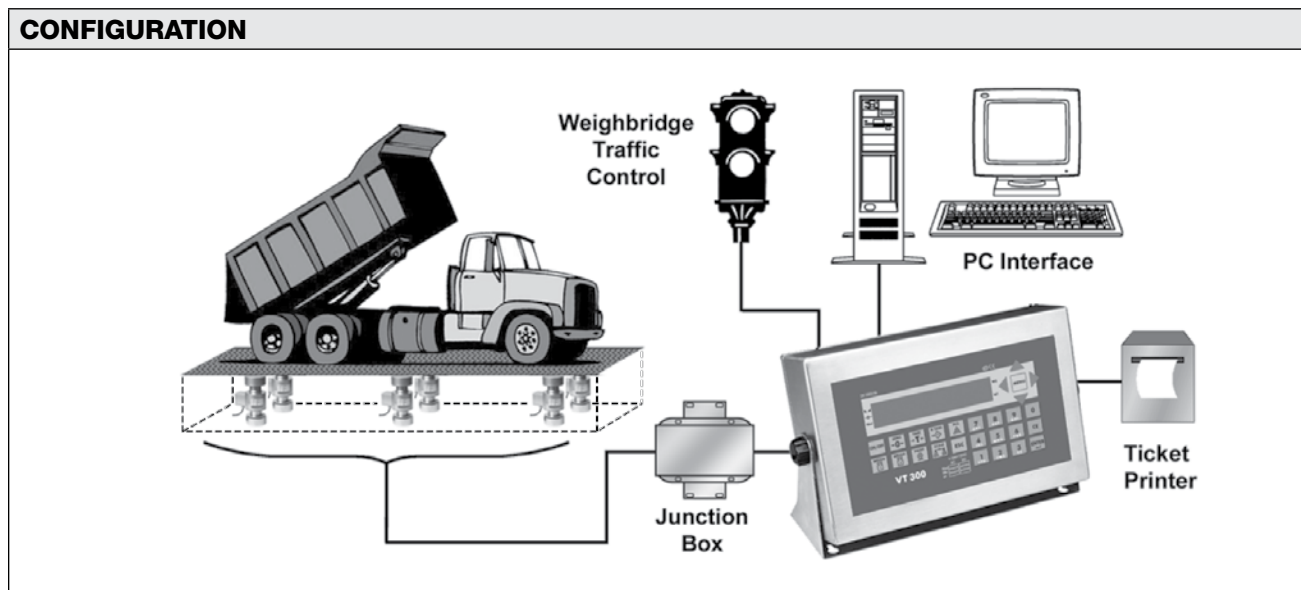 CONFIGURATION
Weighbridge
Traffic
Control
PC Interface
VT 300
Junction
Box
Ticket
Printer